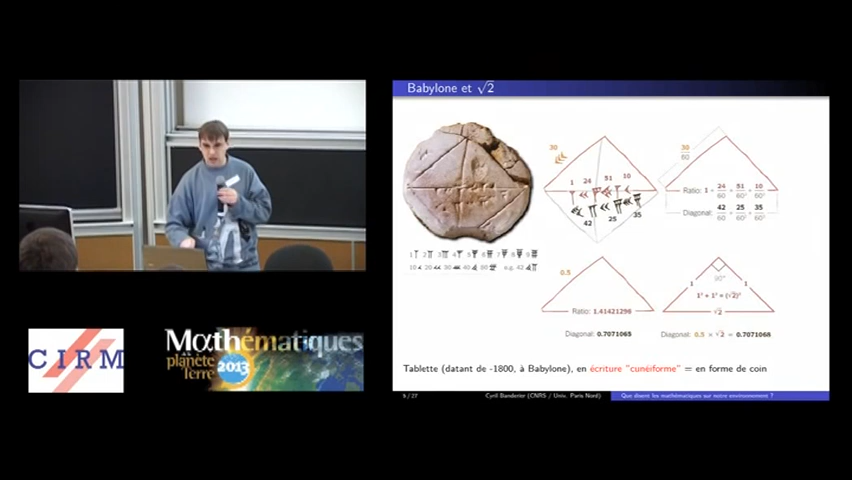 Babylone et √2
30
1 24 51 10
42 25 35
30/60
Ratio: 1 + 24/60 + 51/60² + 10/60³
Diagonal: 42/60 + 25/60² + 35/60³
0.5
Ratio: 1.41421296
Diagonal: 0.7071065
90°
1 1
1² + 1² = (√2)²
√2
Diagonal: 0.5 × √2 = 0.7071068
Tablette (datant de -1800, à Babylone), en écriture "cunéiforme" = en forme de coin
9 / 27
Cyril Banderier (CNRS / Univ. Paris Nord)
Que disent les mathématiques sur notre environnement ?
CIRM
Mαthématiques
planète
Terre
2013